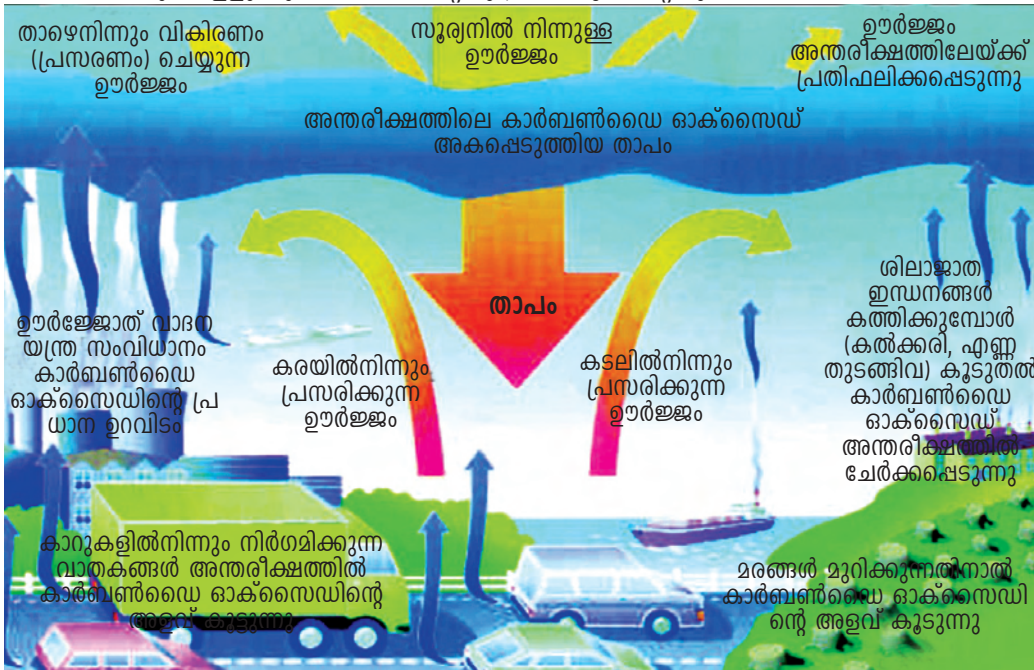 താഴെനിന്നും വികിരണം
(പ്രസരണം) ചെയ്യുന്ന
ഊർജ്ജം
സൂര്യനിൽ നിന്നുള്ള
ഊർജ്ജം
ഊർജ്ജം
അന്തരീക്ഷത്തിലേയ്ക്ക്
പ്രതിഫലിക്കപ്പെടുന്നു
അന്തരീക്ഷത്തിലെ കാർബൺഡൈ ഓക്സൈഡ്
അകപ്പെടുത്തിയ താപം
താപം
ഊർജ്ജോത് വാദന
യന്ത്ര സംവിധാനം
കാർബൺഡൈ
ഓക്സൈഡിന്റെ പ്ര
ധാന ഉറവിടം
കരയിൽനിന്നും
പ്രസരിക്കുന്ന
ഊർജ്ജം
കടലിൽനിന്നും
പ്രസരിക്കുന്ന
ഊർജ്ജം
ശിലാജാത
ഇന്ധനങ്ങൾ
കത്തിക്കുമ്പോൾ
(കൽക്കരി, എണ്ണ
തുടങ്ങിവ) കൂടുതൽ
കാർബൺഡൈ
ഓക്സൈഡ്
അന്തരീക്ഷത്തിൽ
ചേർക്കപ്പെടുന്നു
കാറുകളിൽനിന്നും നിർഗമിക്കുന്ന
വാതകങ്ങൾ അന്തരീക്ഷത്തിൽ
കാർബൺഡൈ ഓക്സൈഡിന്റെ
അളവ് കൂട്ടുന്നു
മരങ്ങൾ മുറിക്കുന്നതിനാൽ
കാർബൺഡൈ ഓക്സൈഡി
ന്റെ അളവ് കൂടുന്നു